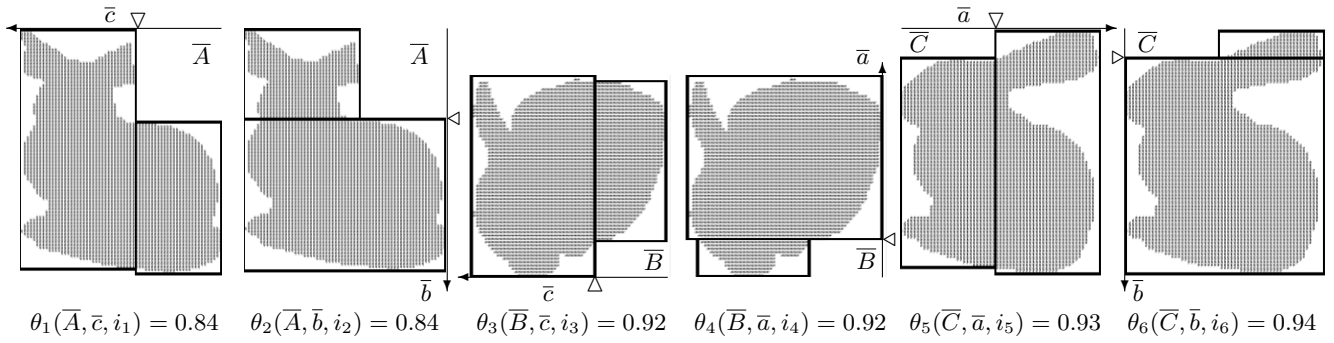 c̅ A̅
A̅ b̅
a̅ B̅ c̅
B̅
a̅ C̅
C̅ b̅
θ₁(A̅, c̅, i₁) = 0.84 θ₂(A̅, b̅, i₂) = 0.84 θ₃(B̅, c̅, i₃) = 0.92 θ₄(B̅, a̅, i₄) = 0.92 θ₅(C̅, a̅, i₅) = 0.93 θ₆(C̅, b̅, i₆) = 0.94